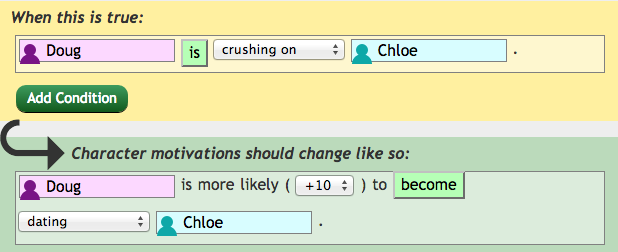 When this is true:
Doug is crushing on Chloe .
Add Condition
Character motivations should change like so:
Doug is more likely ( +10 ) to become
dating Chloe .